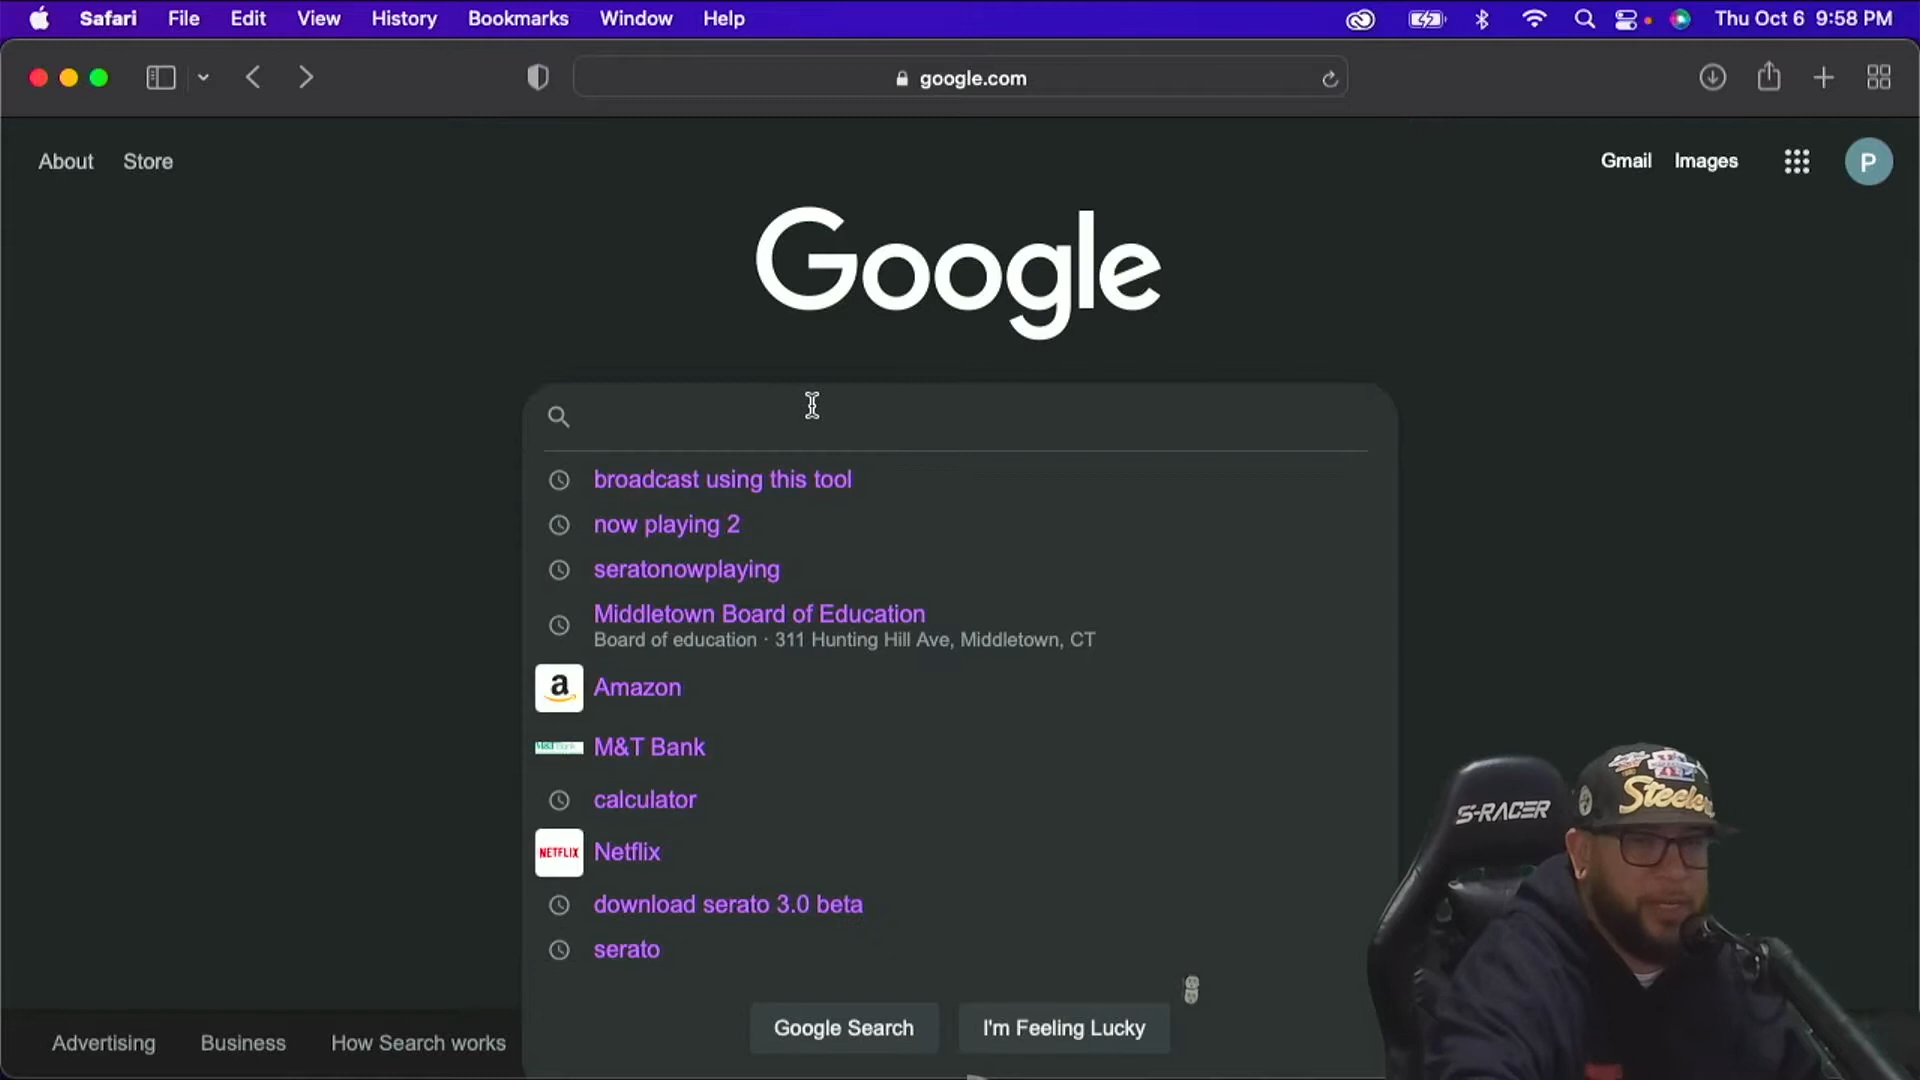 Safari File Edit View History Bookmarks Window Help Thu Oct 6 9:58 PM
google.com
About Store Gmail Images P
Google
broadcast using this tool
now playing 2
seratonowplaying
Middletown Board of Education
Board of education · 311 Hunting Hill Ave, Middletown, CT
a Amazon
M&T Bank M&T Bank
calculator
NETFLIX Netflix
download serato 3.0 beta
serato
S-RACER
Steelers
Google Search I'm Feeling Lucky
Advertising Business How Search works